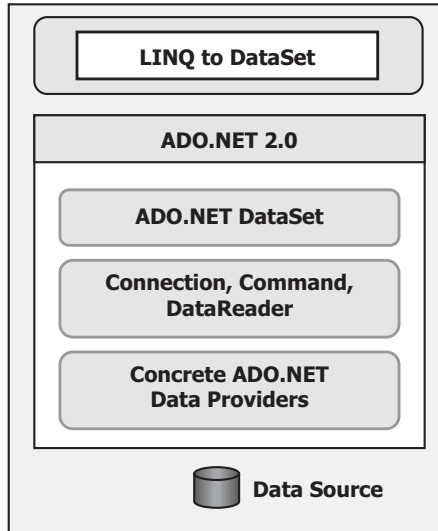 LINQ to DataSet
ADO.NET 2.0
ADO.NET DataSet
Connection, Command,
DataReader
Concrete ADO.NET
Data Providers
Data Source